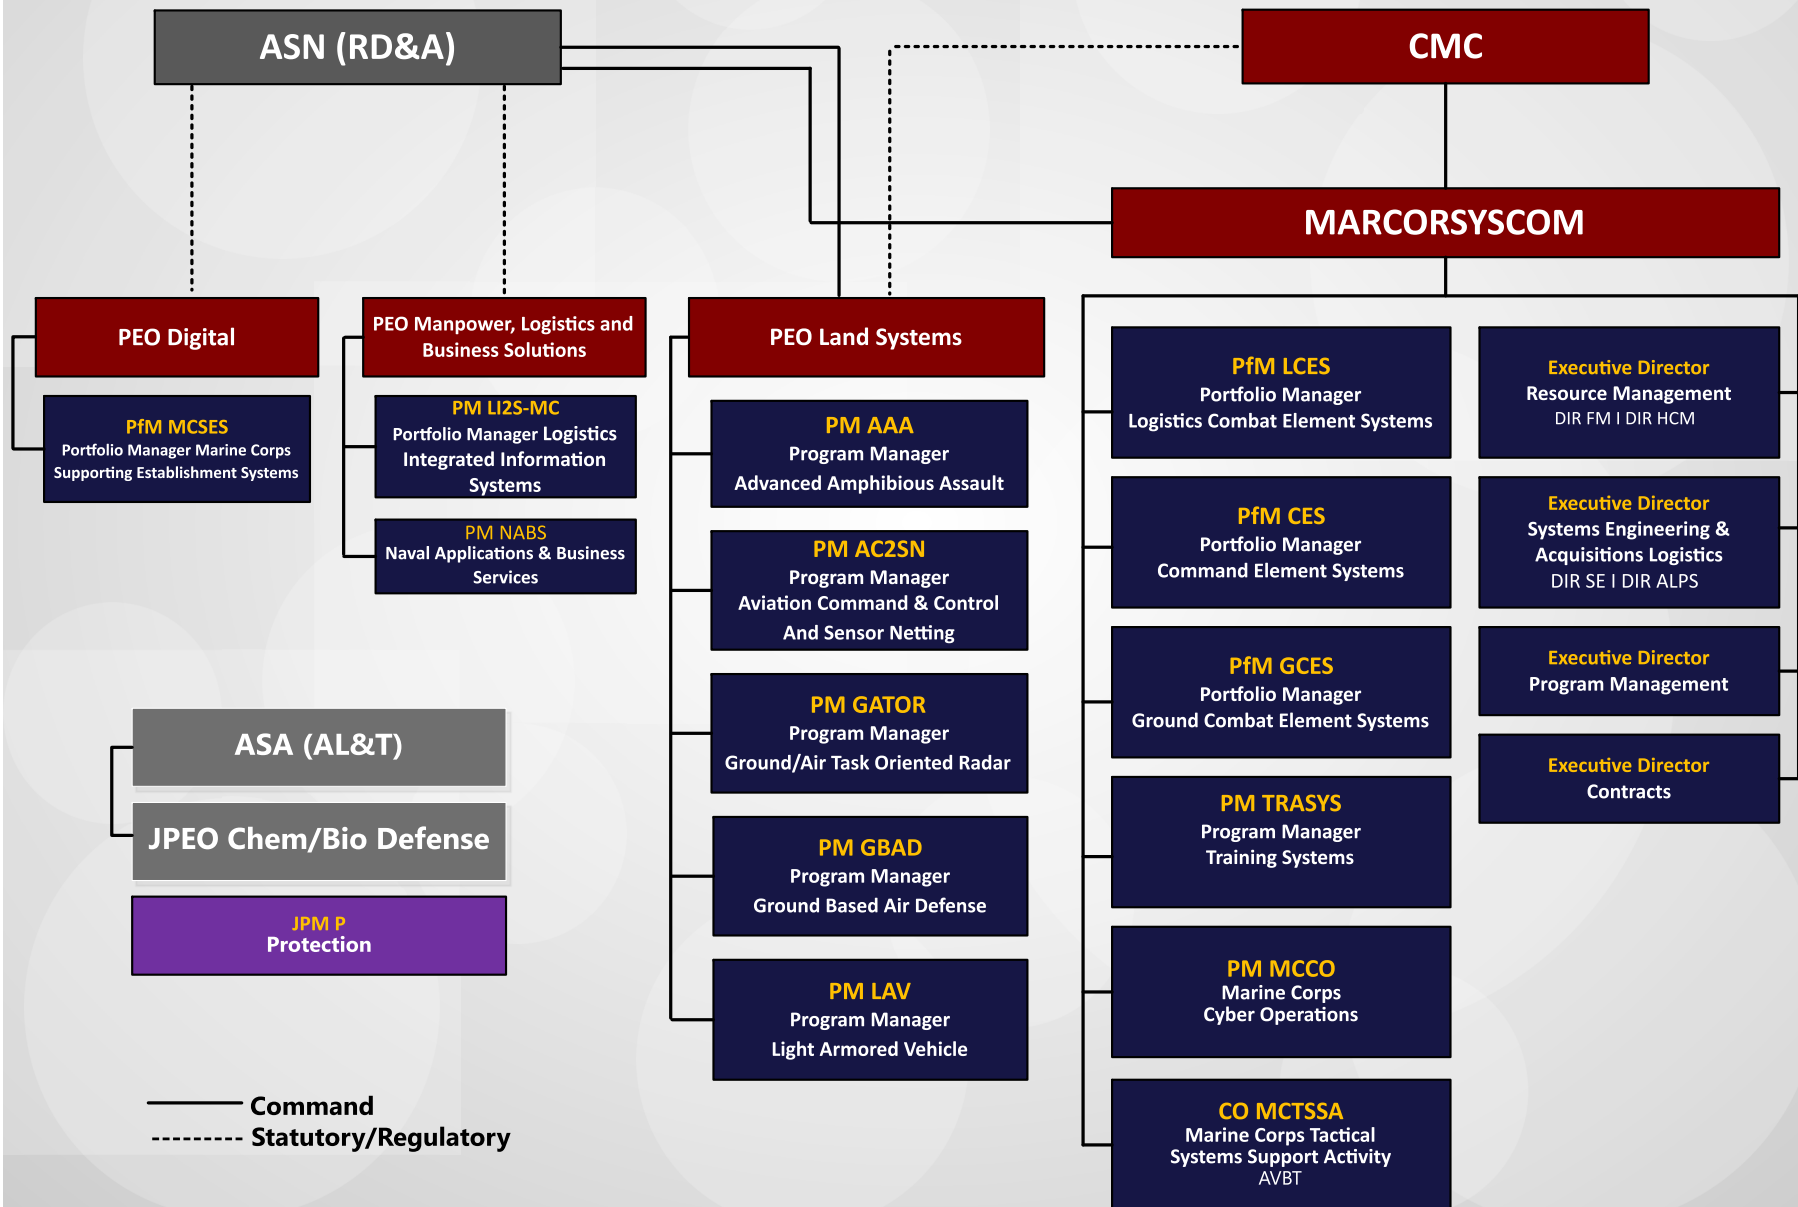 ASN (RD&A)
CMC
MARCORSYSCOM
PEO Digital
PfM MCSES
Portfolio Manager Marine Corps
Supporting Establishment Systems
PEO Manpower, Logistics and
Business Solutions
PM LI2S-MC
Portfolio Manager Logistics
Integrated Information
Systems
PM NABS
Naval Applications & Business
Services
PEO Land Systems
PM AAA
Program Manager
Advanced Amphibious Assault
PM AC2SN
Program Manager
Aviation Command & Control
And Sensor Netting
PM GATOR
Program Manager
Ground/Air Task Oriented Radar
PM GBAD
Program Manager
Ground Based Air Defense
PM LAV
Program Manager
Light Armored Vehicle
PfM LCES
Portfolio Manager
Logistics Combat Element Systems
PfM CES
Portfolio Manager
Command Element Systems
PfM GCES
Portfolio Manager
Ground Combat Element Systems
PM TRASYS
Program Manager
Training Systems
PM MCCO
Marine Corps
Cyber Operations
CO MCTSSA
Marine Corps Tactical
Systems Support Activity
AVBT
Executive Director
Resource Management
DIR FM I DIR HCM
Executive Director
Systems Engineering &
Acquisitions Logistics
DIR SE I DIR ALPS
Executive Director
Program Management
Executive Director
Contracts
ASA (AL&T)
JPEO Chem/Bio Defense
JPM P
Protection
Command
Statutory/Regulatory